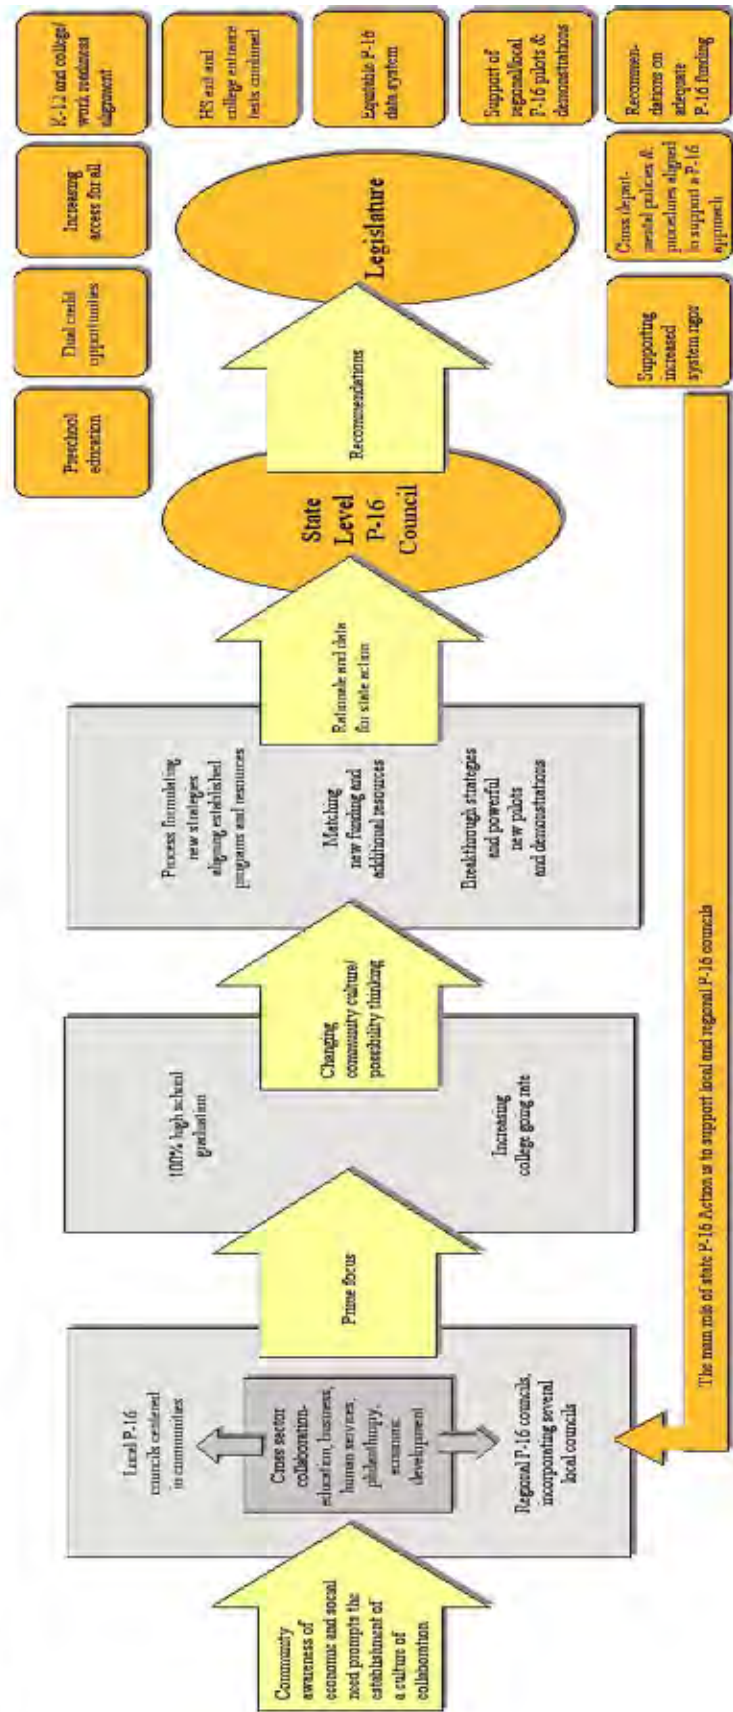 Community
awareness of
economic and social
need prompts the
establishment of
a culture of
collaboration
Local P-16
councils centered
in communities
Cross sector
collaboration-
education, business,
human services,
philanthropy,
economic
development
Regional P-16 councils,
incorporating several
local councils
Prime focus
100% high school
graduation
Increasing
college going rate
Changing
community culture/
possibility thinking
Process formulating
new strategies
aligning established
programs and resources
Matching
new funding and
additional resources
Breakthrough strategies
and powerful
new pilots
and demonstrations
Rationale and data
for state action
State
Level
P-16
Council
Recommendations
Legislature
Preschool
education
Dual credit
opportunities
Increasing
access for all
K-12 and college/
work readiness
alignment
HS exit and
college entrance
tests combined
Equitable P-16
data system
Support of
regional/local
P-16 pilots &
demonstrations
Recommen-
dations on
adequate
P-16 funding
Cross depart-
mental policies &
procedures aligned
to support a P-16
approach
Supporting
increased
system rigor
The main role of state P-16 Action is to support local and regional P-16 councils